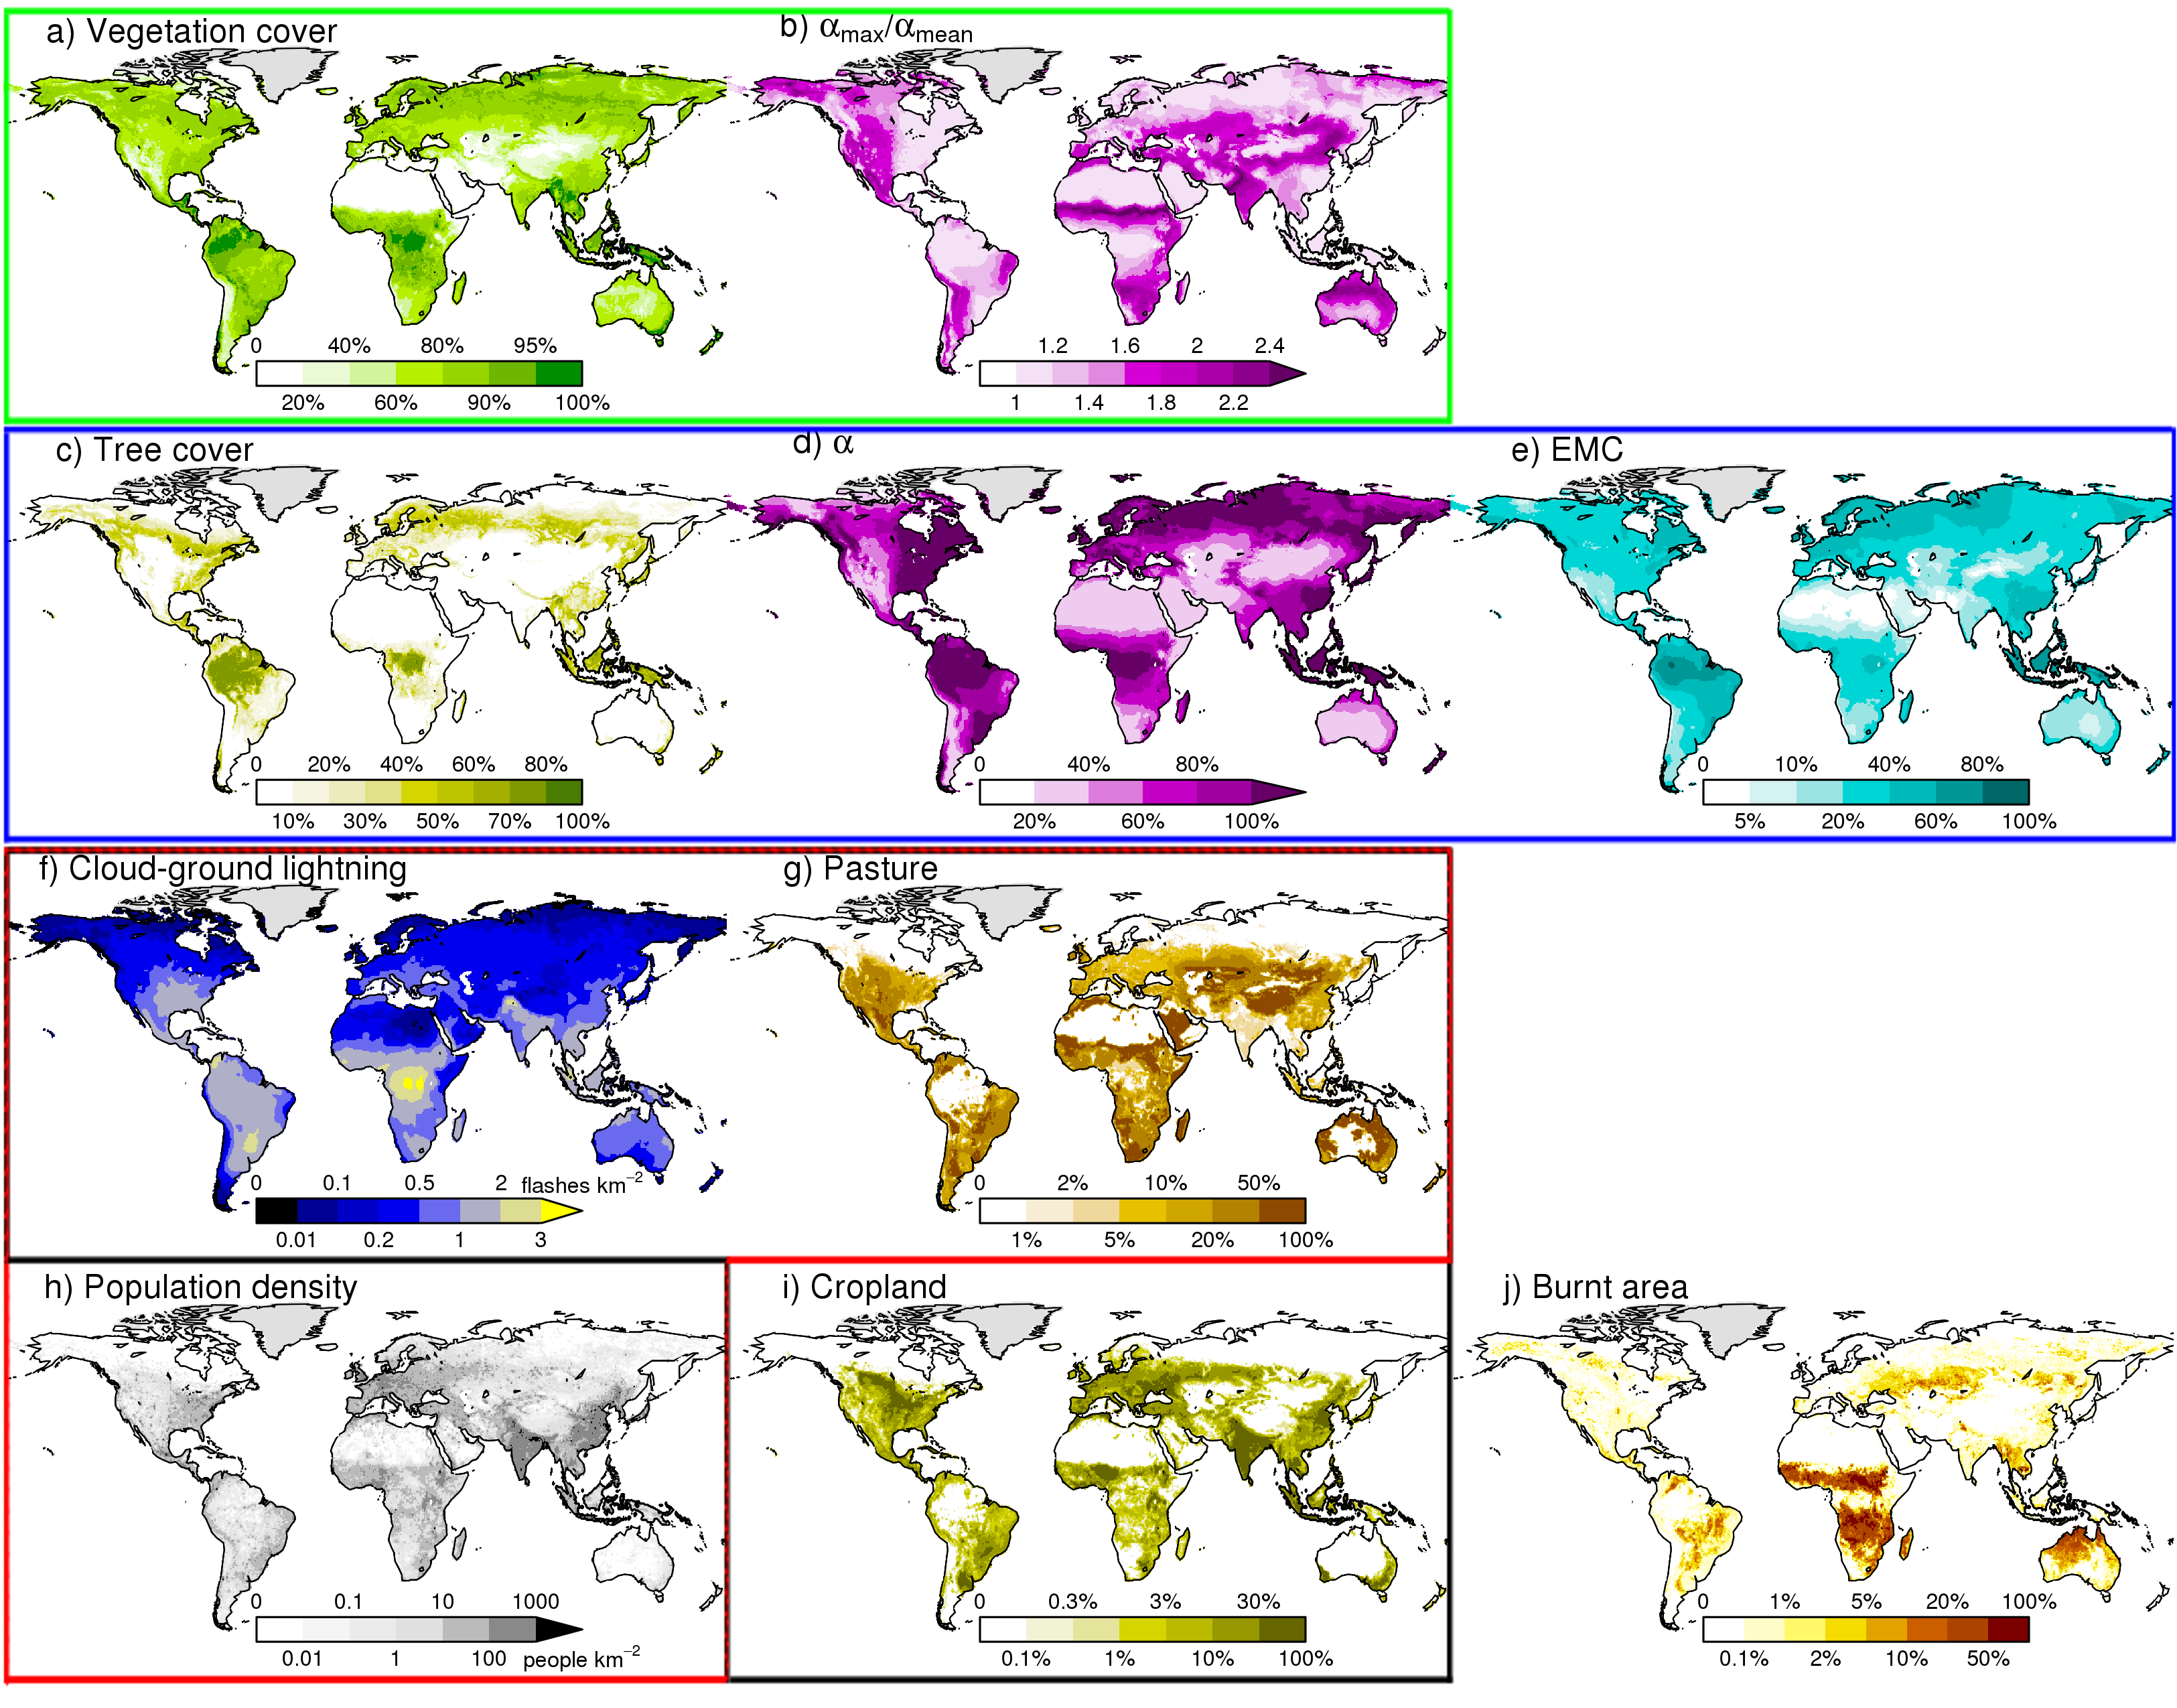 a) Vegetation cover
b) αmax/αmean
0 40% 80% 95%
20% 60% 90% 100%
1.2 1.6 2 2.4
1 1.4 1.8 2.2
c) Tree cover
d) α
e) EMC
0 20% 40% 60% 80%
10% 30% 50% 70% 100%
0 40% 80%
20% 60% 100%
0 10% 40% 80%
5% 20% 60% 100%
f) Cloud-ground lightning
g) Pasture
0 0.1 0.5 2 flashes km−2
0.01 0.2 1 3
0 2% 10% 50%
1% 5% 20% 100%
h) Population density
i) Cropland
j) Burnt area
0 0.1 10 1000
0.01 1 100 people km−2
0 0.3% 3% 30%
0.1% 1% 10% 100%
0 1% 5% 20% 100%
0.1% 2% 10% 50%